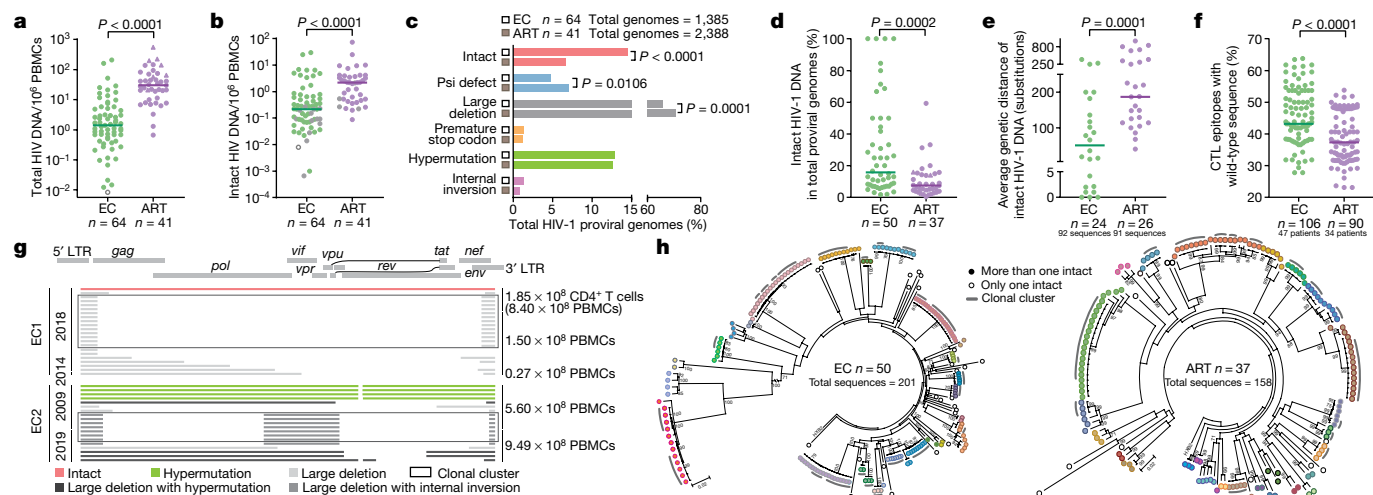 a
P < 0.0001
Total HIV DNA/10⁶ PBMCs
10³
10²
10¹
10⁰
10⁻¹
10⁻²
EC
n = 64
ART
n = 41
b
P < 0.0001
Intact HIV DNA/10⁶ PBMCs
10²
10¹
10⁰
10⁻¹
10⁻²
10⁻³
10⁻⁴
EC
n = 64
ART
n = 41
c
EC n = 64 Total genomes = 1,385
ART n = 41 Total genomes = 2,388
Intact
P < 0.0001
Psi defect
P = 0.0106
Large deletion
P = 0.0001
Premature stop codon
Hypermutation
Internal inversion
0 5 10 15 60 80
Total HIV-1 proviral genomes (%)
d
P = 0.0002
Intact HIV-1 DNA in total proviral genomes (%)
100
80
60
40
20
0
EC
n = 50
ART
n = 37
e
P = 0.0001
Average genetic distance of intact HIV-1 DNA (substitutions)
800
400
200
100
5
0
EC
n = 24
92 sequences
ART
n = 26
91 sequences
f
P < 0.0001
CTL epitopes with wild-type sequence (%)
70
60
50
40
30
20
EC
n = 106
47 patients
ART
n = 90
34 patients
g
5′ LTR
gag
pol
vif
vpr
vpu
rev
tat
env
nef
3′ LTR
EC1
2018
2014
EC2
2009
2019
1.85 × 10⁸ CD4⁺ T cells
(8.40 × 10⁸ PBMCs)
1.50 × 10⁸ PBMCs
0.27 × 10⁸ PBMCs
5.60 × 10⁸ PBMCs
9.49 × 10⁸ PBMCs
Intact
Hypermutation
Large deletion
Clonal cluster
Large deletion with hypermutation
Large deletion with internal inversion
h
More than one intact
Only one intact
Clonal cluster
EC n = 50
Total sequences = 201
ART n = 37
Total sequences = 158